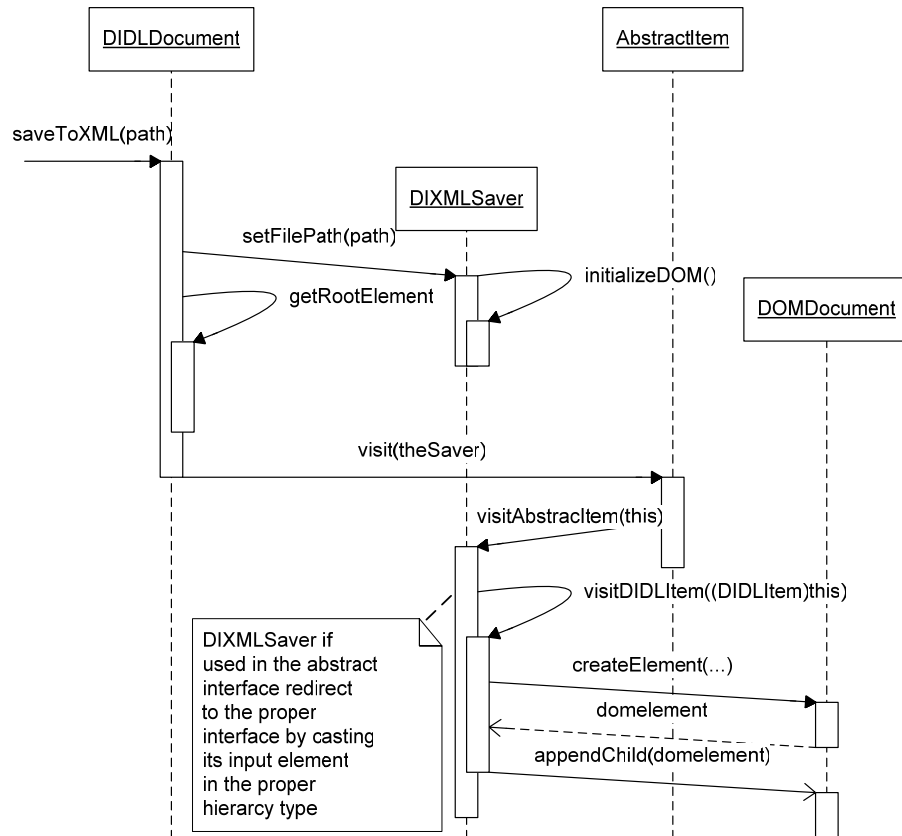 DIDLDocument
AbstractItem
saveToXML(path)
DIXMLSaver
setFilePath(path)
initializeDOM()
getRootElement
DOMDocument
visit(theSaver)
visitAbstracItem(this)
visitDIDLItem((DIDLItem)this)
DIXMLSaver if
used in the abstract
interface redirect
to the proper
interface by casting
its input element
in the proper
hierarcy type
createElement(...)
domelement
appendChild(domelement)